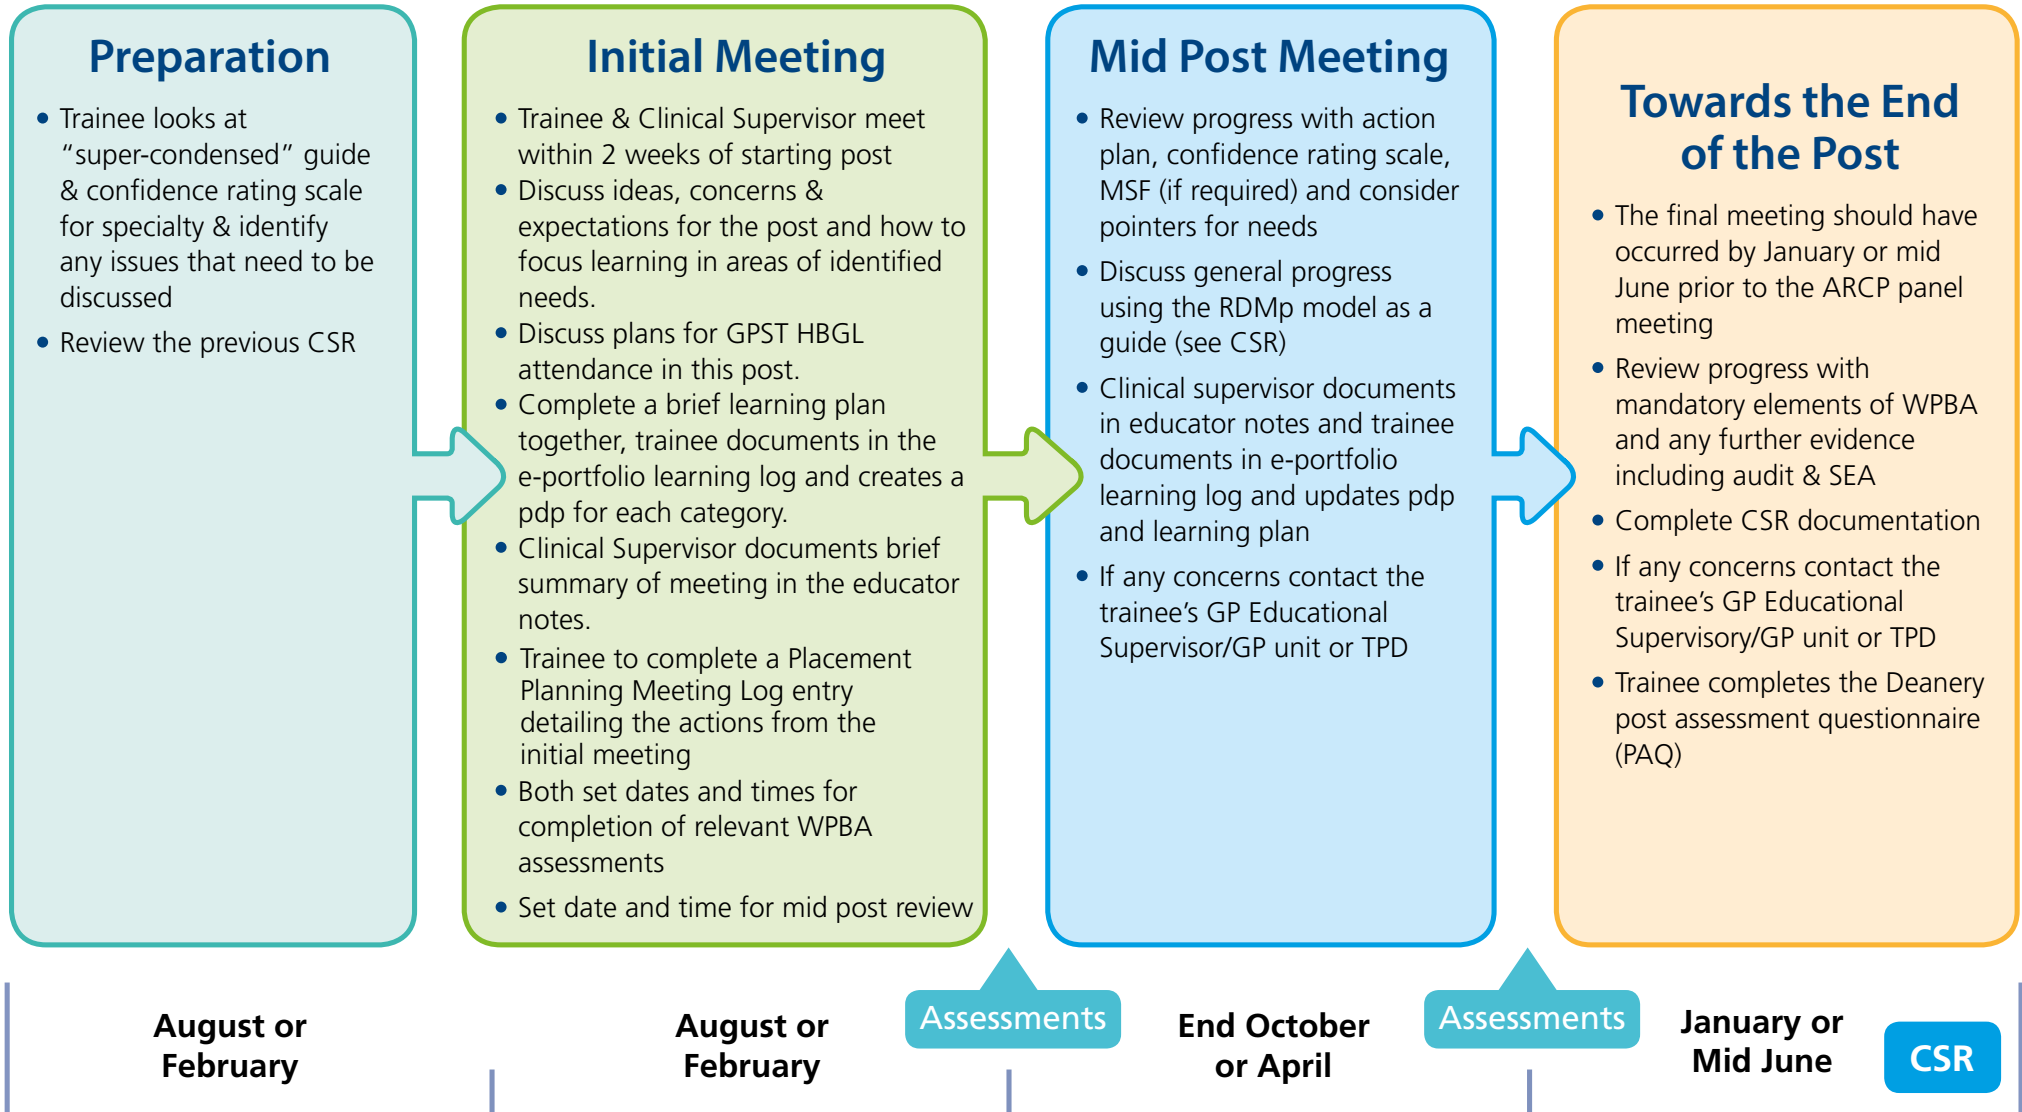 Preparation
• Trainee looks at
“super-condensed” guide
& confidence rating scale
for specialty & identify
any issues that need to be
discussed
• Review the previous CSR
Initial Meeting
• Trainee & Clinical Supervisor meet
within 2 weeks of starting post
• Discuss ideas, concerns &
expectations for the post and how to
focus learning in areas of identified
needs.
• Discuss plans for GPST HBGL
attendance in this post.
• Complete a brief learning plan
together, trainee documents in the
e-portfolio learning log and creates a
pdp for each category.
• Clinical Supervisor documents brief
summary of meeting in the educator
notes.
• Trainee to complete a Placement
Planning Meeting Log entry
detailing the actions from the
initial meeting
• Both set dates and times for
completion of relevant WPBA
assessments
• Set date and time for mid post review
Mid Post Meeting
• Review progress with action
plan, confidence rating scale,
MSF (if required) and consider
pointers for needs
• Discuss general progress
using the RDMp model as a
guide (see CSR)
• Clinical supervisor documents
in educator notes and trainee
documents in e-portfolio
learning log and updates pdp
and learning plan
• If any concerns contact the
trainee’s GP Educational
Supervisor/GP unit or TPD
Towards the End
of the Post
• The final meeting should have
occurred by January or mid
June prior to the ARCP panel
meeting
• Review progress with
mandatory elements of WPBA
and any further evidence
including audit & SEA
• Complete CSR documentation
• If any concerns contact the
trainee’s GP Educational
Supervisory/GP unit or TPD
• Trainee completes the Deanery
post assessment questionnaire
(PAQ)
August or
February
August or
February
Assessments
End October
or April
Assessments
January or
Mid June
CSR